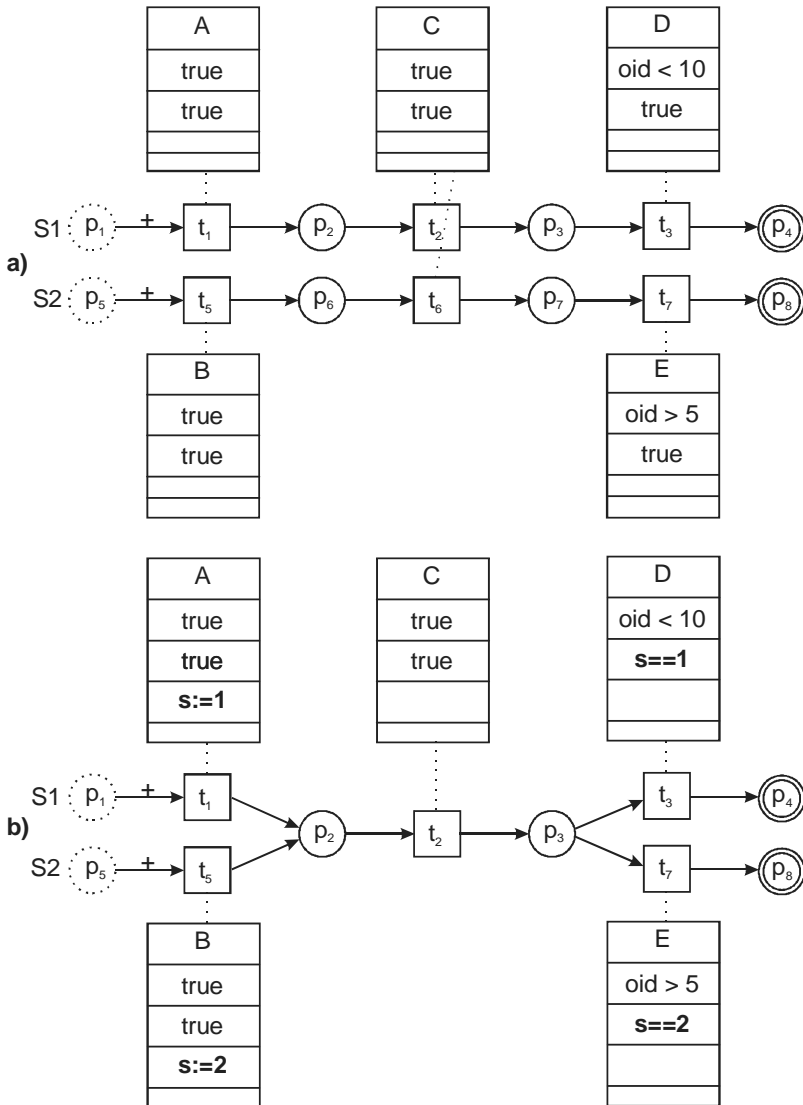 A C D
true true oid < 10
true true true
S1 p1 + t1 p2 t2 p3 t3 p4
a)
S2 p5 + t5 p6 t6 p7 t7 p8
B E
true oid > 5
true true
A C D
true true oid < 10
true true s==1
s:=1
S1 p1 + t1 t3 p4
b) p2 t2 p3
S2 p5 + t5 t7 p8
B E
true oid > 5
true s==2
s:=2